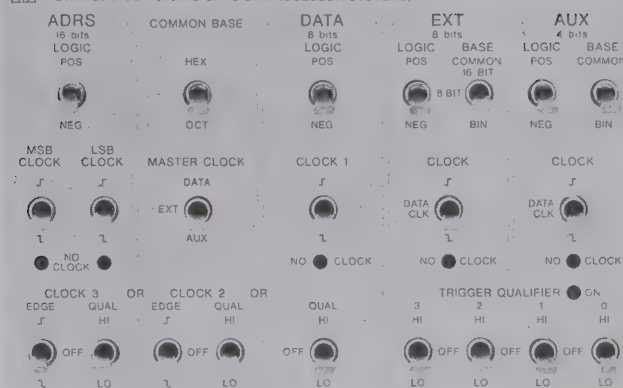 ADRS COMMON BASE DATA EXT AUX
16 bits 8 bits 8 bits 4 bits
LOGIC LOGIC LOGIC BASE LOGIC BASE
POS HEX POS POS COMMON POS COMMON
16 BIT
8 BIT
NEG OCT NEG NEG BIN NEG BIN
MSB CLOCK LSB CLOCK MASTER CLOCK CLOCK 1 CLOCK CLOCK
DATA
EXT DATA CLK DATA CLK
AUX
NO CLOCK NO CLOCK NO CLOCK NO CLOCK
CLOCK 3 OR CLOCK 2 OR TRIGGER QUALIFIER ON
EDGE QUAL EDGE QUAL QUAL 3 2 1 0
HI HI HI HI HI HI HI
OFF OFF OFF OFF OFF OFF
LO LO LO LO LO LO LO